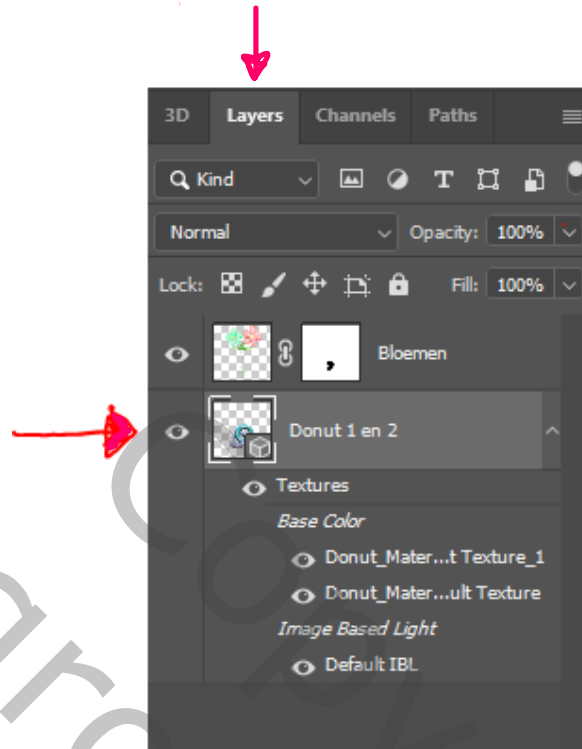 3D Layers Channels Paths
Kind T
Normal Opacity: 100%
Lock: Fill: 100%
Bloemen
Donut 1 en 2
Textures
Base Color
Donut_Mater...t Texture_1
Donut_Mater...ult Texture
Image Based Light
Default IBL
Copy